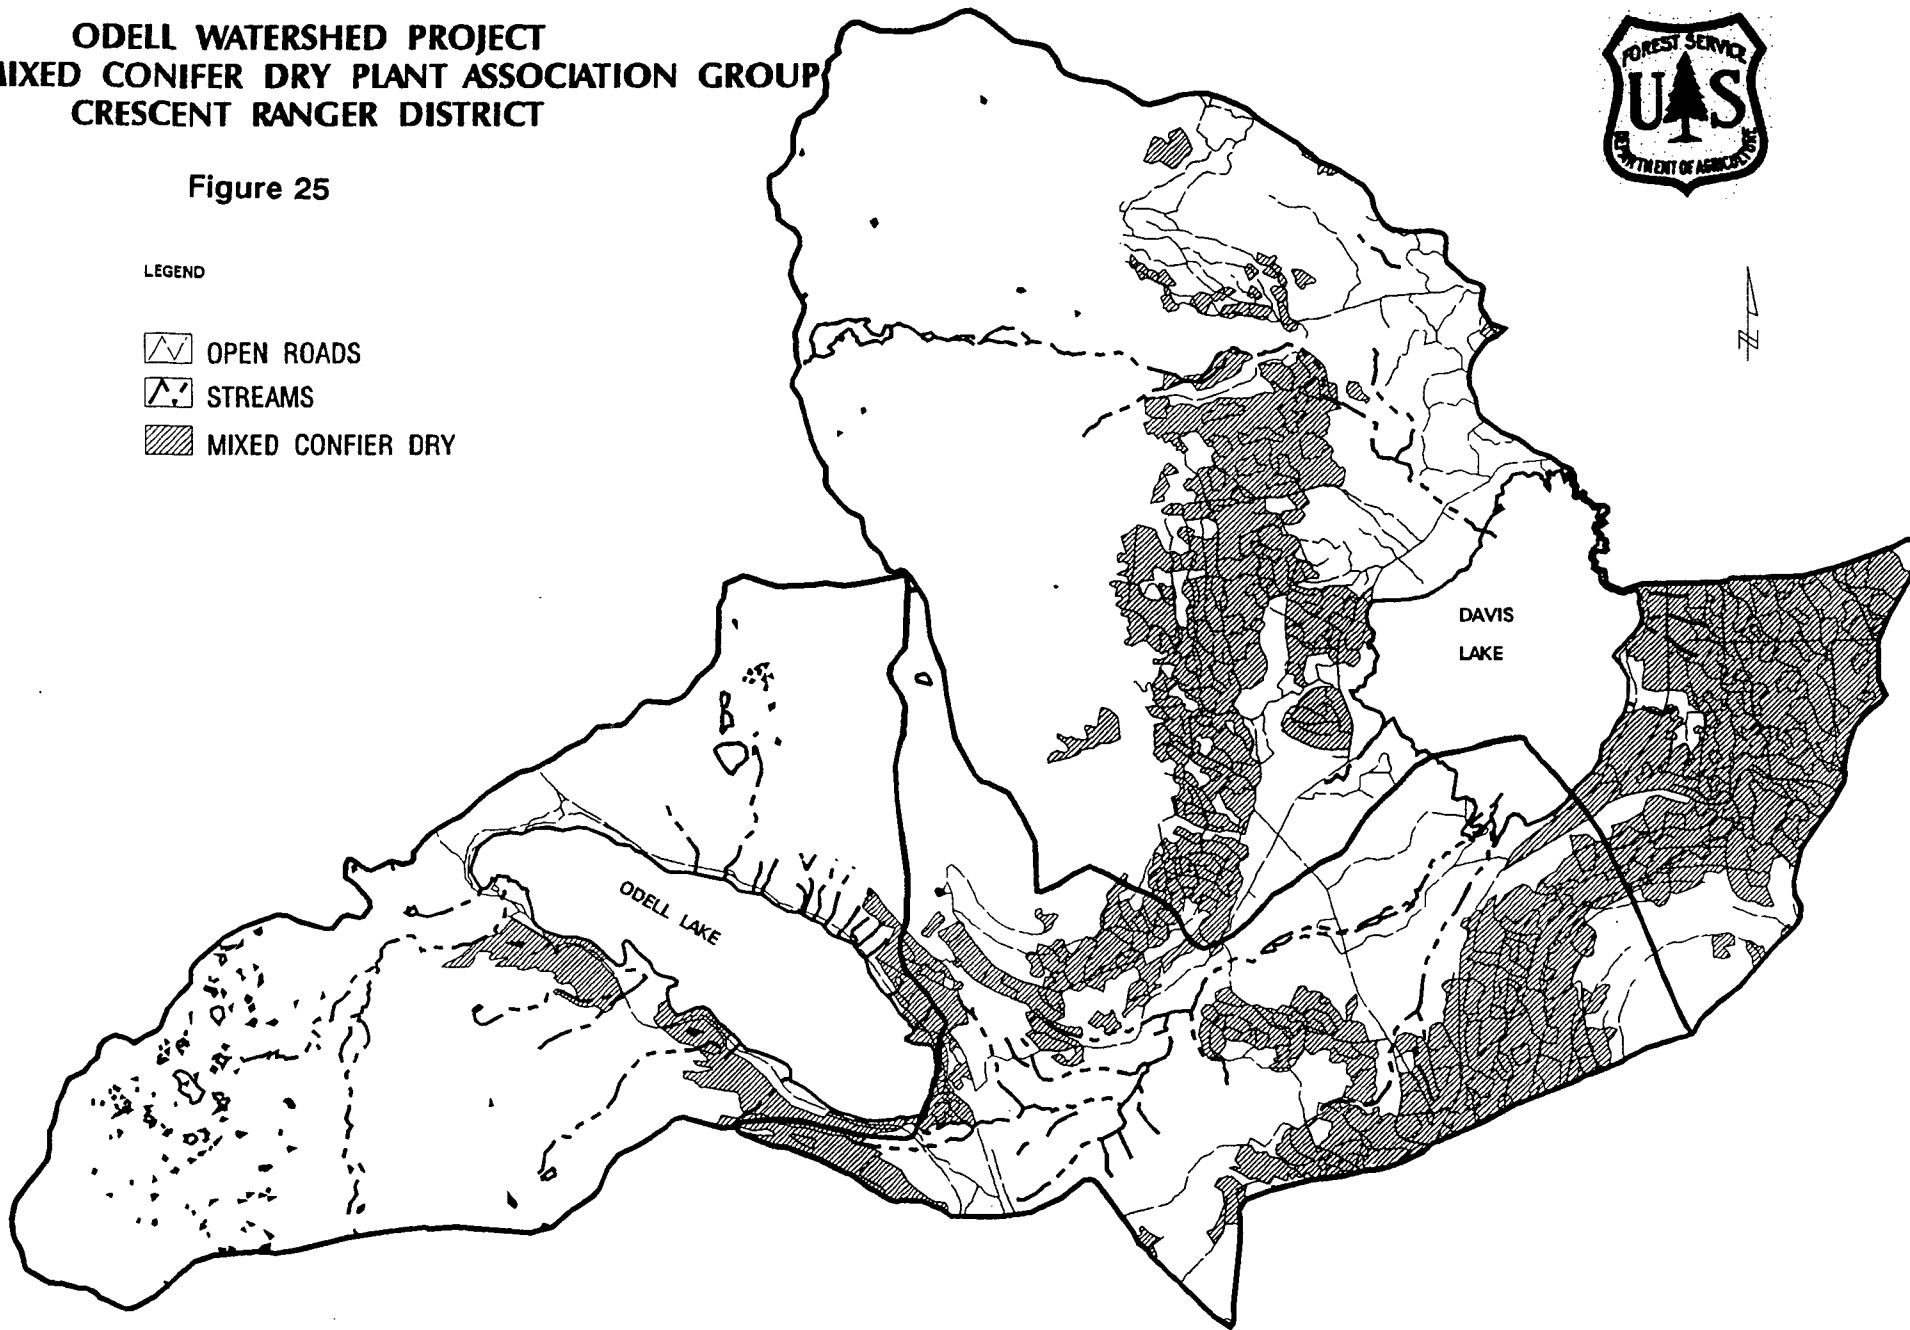 ODELL WATERSHED PROJECT
MIXED CONIFER DRY PLANT ASSOCIATION GROUP
CRESCENT RANGER DISTRICT
Figure 25
LEGEND
OPEN ROADS
STREAMS
MIXED CONFIER DRY
FOREST SERVICE
U S
DEPARTMENT OF AGRICULTURE
N
DAVIS
LAKE
ODELL LAKE